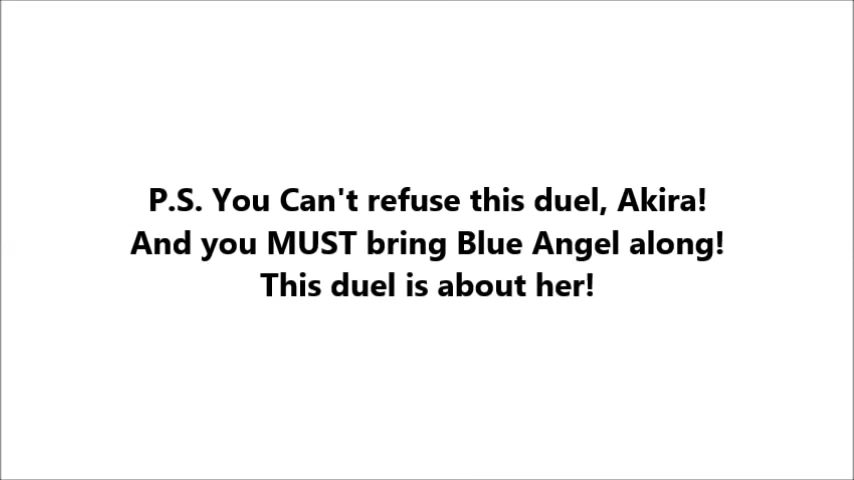 P.S. You Can't refuse this duel, Akira!
And you MUST bring Blue Angel along!
This duel is about her!